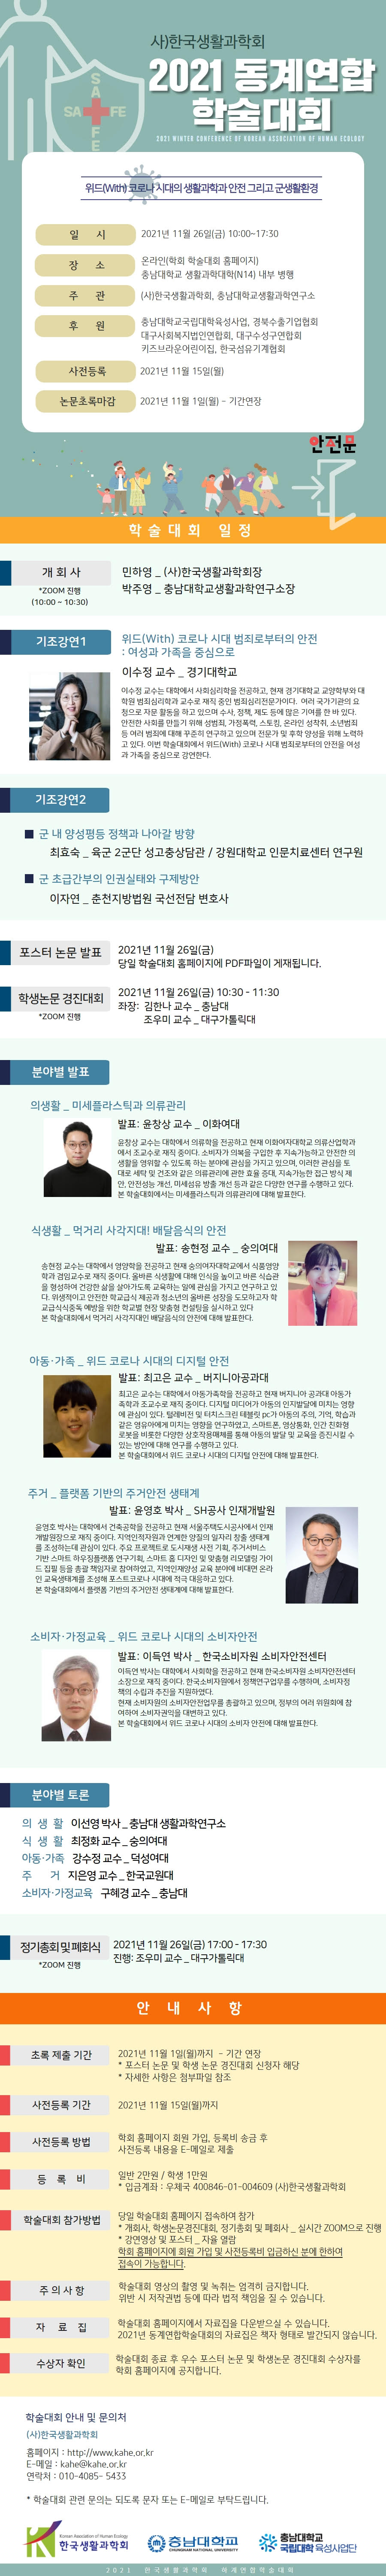 사)한국생활과학회
2021 동계연합
학술대회
2021 WINTER CONFERENCE OF KOREAN ASSOCIATION OF HUMAN ECOLOGY
SAFE
SAFE
위드(With) 코로나 시대의 생활과학과 안전 그리고 군생활환경
일 시 2021년 11월 26일(금) 10:00~17:30
장 소 온라인(학회 학술대회 홈페이지)
충남대학교 생활과학대학(N14) 내부 병행
주 관 (사)한국생활과학회, 충남대학교생활과학연구소
후 원 충남대학교국립대학육성사업, 경북수출기업협회
대구사회복지법인연합회, 대구수성구연합회
키즈브라운어린이집, 한국섬유기계협회
사전등록 2021년 11월 15일(월)
논문초록마감 2021년 11월 1일(월) - 기간연장
안전문
학술대회 일정
개 회 사 민하영 _ (사)한국생활과학회장
*ZOOM 진행 박주영 _ 충남대학교생활과학연구소장
(10:00 ~ 10:30)
기조강연1 위드(With) 코로나 시대 범죄로부터의 안전
: 여성과 가족을 중심으로
이수정 교수 _ 경기대학교
이수정 교수는 대학에서 사회심리학을 전공하고, 현재 경기대학교 교양학부와 대
학원 범죄심리학과 교수로 재직 중인 범죄심리전문가이다. 여러 국가기관의 요
청으로 자문 활동을 하고 있으며 수사, 정책, 제도 등에 많은 기여를 한 바 있다.
안전한 사회를 만들기 위해 성범죄, 가정폭력, 스토킹, 온라인 성착취, 소년범죄
등 여러 범죄에 대해 꾸준히 연구하고 있으며 전문가 및 후학 양성을 위해 노력하
고 있다. 이번 학술대회에서 위드(With) 코로나 시대 범죄로부터의 안전을 여성
과 가족을 중심으로 강연한다.
기조강연2
군 내 양성평등 정책과 나아갈 방향
최효숙 _ 육군 2군단 성고충상담관 / 강원대학교 인문치료센터 연구원
군 초급간부의 인권실태와 구제방안
이자연 _ 춘천지방법원 국선전담 변호사
포스터 논문 발표 2021년 11월 26일(금)
당일 학술대회 홈페이지에 PDF파일이 게재됩니다.
학생논문 경진대회 2021년 11월 26일(금) 10:30 - 11:30
*ZOOM 진행 좌장: 김한나 교수 _ 충남대
조우미 교수 _ 대구가톨릭대
분야별 발표
의생활 _ 미세플라스틱과 의류관리
발표: 윤창상 교수 _ 이화여대
윤창상 교수는 대학에서 의류학을 전공하고 현재 이화여자대학교 의류산업학과
에서 조교수로 재직 중이다. 소비자가 의복을 구입한 후 지속가능하고 안전한 의
생활을 영위할 수 있도록 하는 분야에 관심을 가지고 있으며, 이러한 관심을 토
대로 세탁 및 건조와 같은 의류관리에 관한 효율 증대, 지속가능한 접근 방식 제
안, 안전성능 개선, 미세섬유 방출 개선 등과 같은 다양한 연구를 수행하고 있다.
본 학술대회에서는 미세플라스틱과 의류관리에 대해 발표한다.
식생활 _ 먹거리 사각지대! 배달음식의 안전
발표: 송현정 교수 _ 숭의여대
송현정 교수는 대학에서 영양학을 전공하고 현재 숭의여자대학교에서 식품영양
학과 겸임교수로 재직 중이다. 올바른 식생활에 대해 인식을 높이고 바른 식습관
을 형성하여 건강한 삶을 살아가도록 교육하는 일에 관심을 가지고 연구하고 있
다. 위생적이고 안전한 학교급식 제공과 청소년의 올바른 성장을 도모하고자 학
교급식식중독 예방을 위한 학교별 현장 맞춤형 컨설팅을 실시하고 있다
본 학술대회에서 먹거리 사각지대인 배달음식의 안전에 대해 발표한다.
아동·가족 _ 위드 코로나 시대의 디지털 안전
발표: 최고은 교수 _ 버지니아공과대
최고은 교수는 대학에서 아동가족학을 전공하고 현재 버지니아 공과대 아동가
족학과 조교수로 재직 중이다. 디지털 미디어가 아동의 인지발달에 미치는 영향
에 관심이 있다. 텔레비전 및 터치스크린 태블릿 pc가 아동의 주의, 기억, 학습과
같은 영유아에게 미치는 영향을 연구하였고, 스마트폰, 영상통화, 인간 친화형
로봇을 비롯한 다양한 상호작용매체를 통해 아동의 발달 및 교육을 증진시킬 수
있는 방안에 대해 연구를 수행하고 있다.
본 학술대회에서 위드 코로나 시대의 디지털 안전에 대해 발표한다.
주거 _ 플랫폼 기반의 주거안전 생태계
발표: 윤영호 박사 _ SH공사 인재개발원
윤영호 박사는 대학에서 건축공학을 전공하고 현재 서울주택도시공사에서 인재
개발원장으로 재직 중이다. 지역인적자원과 연계한 양질의 일자리 창출 생태계
를 조성하는데 관심이 있다. 주요 프로젝트로 도시재생 사전 기획, 주거서비스
기반 스마트 하우징플랫폼 연구기획, 스마트 홈 디자인 및 맞춤형 리모델링 가이
드 집필 등을 총괄 책임자로 참여하였고, 지역인재양성 교육 분야에 비대면 온라
인 교육생태계를 조성해 포스트코로나 시대에 적극 대응하고 있다.
본 학술대회에서 플랫폼 기반의 주거안전 생태계에 대해 발표한다.
소비자·가정교육 _ 위드 코로나 시대의 소비자안전
발표: 이득연 박사 _ 한국소비자원 소비자안전센터
이득연 박사는 대학에서 사회학을 전공하고 현재 한국소비자원 소비자안전센터
소장으로 재직 중이다. 한국소비자원에서 정책연구업무를 수행하며, 소비자정
책의 수립과 추진을 지원하였다.
현재 소비자원의 소비자안전업무를 총괄하고 있으며, 정부의 여러 위원회에 참
여하여 소비자권익을 대변하고 있다.
본 학술대회에서 위드 코로나 시대의 소비자 안전에 대해 발표한다.
분야별 토론
의 생 활 이선영 박사 _ 충남대 생활과학연구소
식 생 활 최정화 교수 _ 숭의여대
아동·가족 강수정 교수 _ 덕성여대
주 거 지은영 교수 _ 한국교원대
소비자·가정교육 구혜경 교수 _ 충남대
정기총회 및 폐회식 2021년 11월 26일(금) 17:00 - 17:30
*ZOOM 진행 진행: 조우미 교수 _ 대구가톨릭대
안 내 사 항
초록 제출 기간 2021년 11월 1일(월)까지 - 기간 연장
* 포스터 논문 및 학생 논문 경진대회 신청자 해당
* 자세한 사항은 첨부파일 참조
사전등록 기간 2021년 11월 15일(월)까지
사전등록 방법 학회 홈페이지 회원 가입, 등록비 송금 후
사전등록 내용을 E-메일로 제출
등 록 비 일반 2만원 / 학생 1만원
* 입금계좌 : 우체국 400846-01-004609 (사)한국생활과학회
학술대회 참가방법 당일 학술대회 홈페이지 접속하여 참가
* 개회사, 학생논문경진대회, 정기총회 및 폐회사 _ 실시간 ZOOM으로 진행
* 강연영상 및 포스터 _ 자율 열람
학회 홈페이지에 회원 가입 및 사전등록비 입금하신 분에 한하여
접속이 가능합니다.
주 의 사 항 학술대회 영상의 촬영 및 녹취는 엄격히 금지합니다.
위반 시 저작권법 등에 따라 법적 책임을 질 수 있습니다.
자 료 집 학술대회 홈페이지에서 자료집을 다운받으실 수 있습니다.
2021년 동계연합학술대회의 자료집은 책자 형태로 발간되지 않습니다.
수상자 확인 학술대회 종료 후 우수 포스터 논문 및 학생논문 경진대회 수상자를
학회 홈페이지에 공지합니다.
학술대회 안내 및 문의처
(사)한국생활과학회
홈페이지 : http://www.kahe.or.kr
E-메일 : kahe@kahe.or.kr
연락처 : 010-4085- 5433
* 학술대회 관련 문의는 되도록 문자 또는 E-메일로 부탁드립니다.
Korean Association of Human Ecology
한국생활과학회
충남대학교
CHUNGNAM NATIONAL UNIVERSITY
충남대학교
국립대학 육성사업단
2021 한국생활과학회 동계연합학술대회